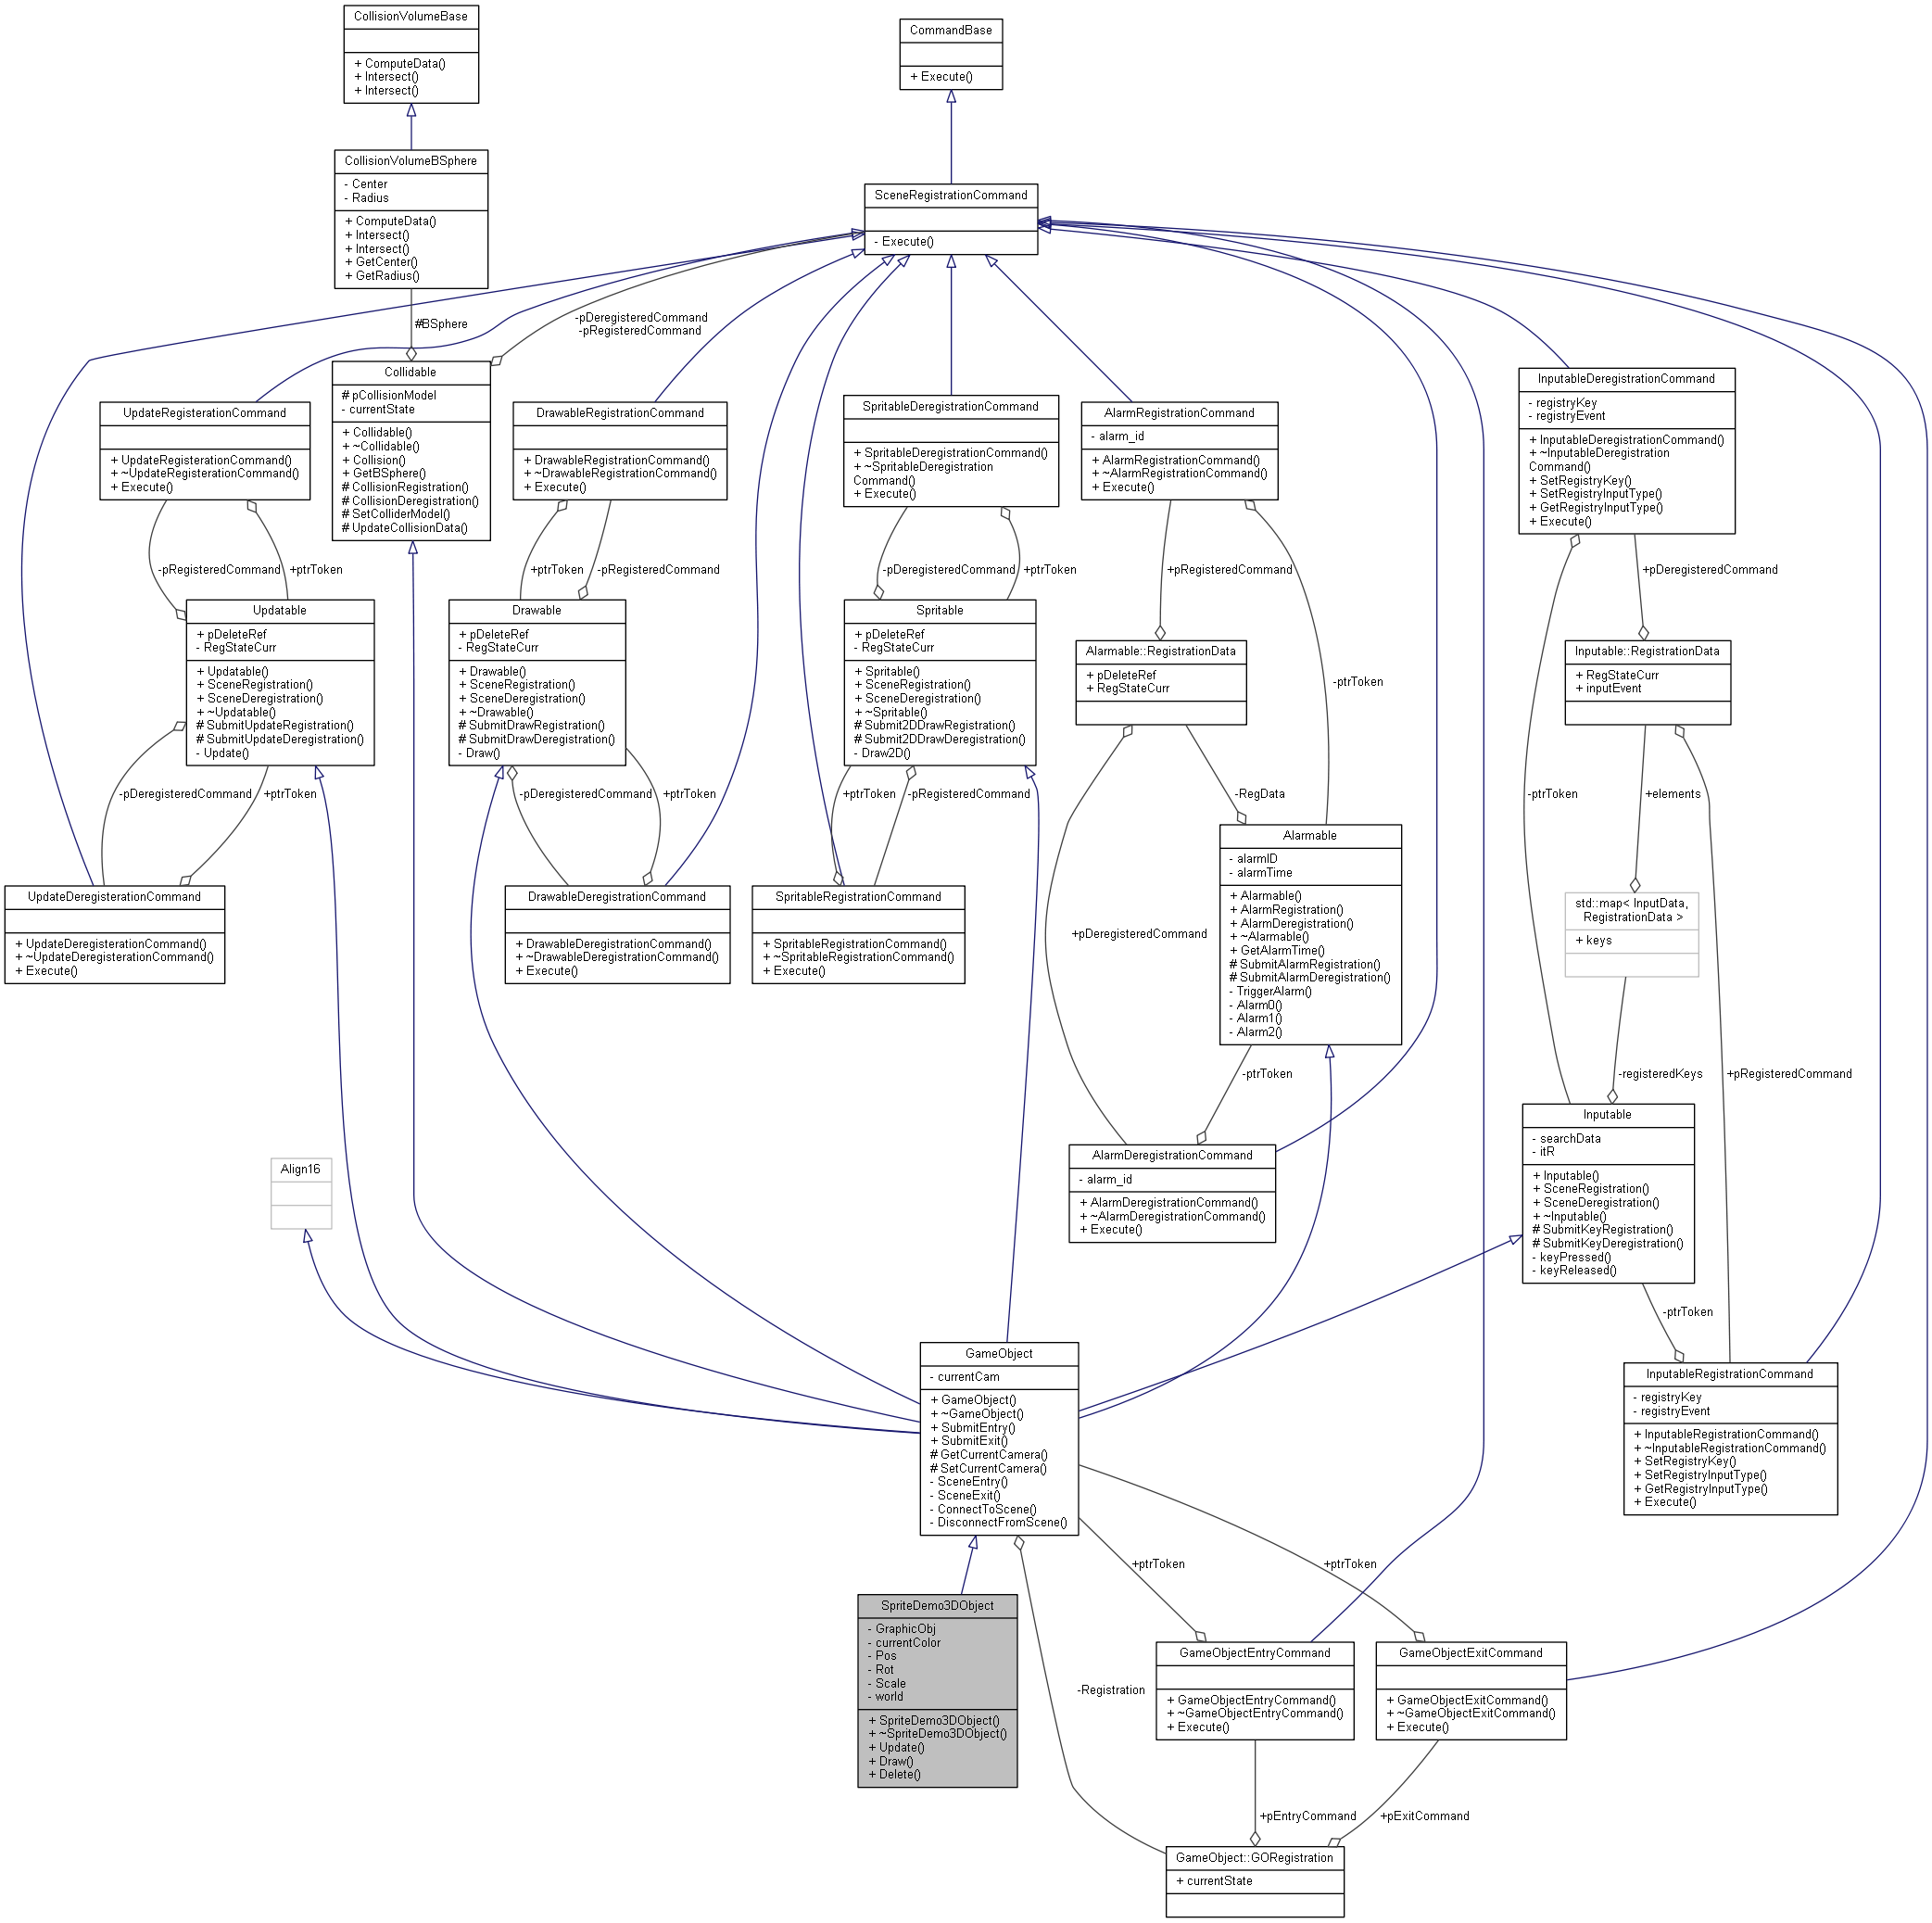 CollisionVolumeBase
+ ComputeData()
+ Intersect()
+ Intersect()
CommandBase
+ Execute()
CollisionVolumeBSphere
- Center
- Radius
+ ComputeData()
+ Intersect()
+ Intersect()
+ GetCenter()
+ GetRadius()
SceneRegistrationCommand
- Execute()
#BSphere
-pDeregisteredCommand
-pRegisteredCommand
Collidable
# pCollisionModel
- currentState
+ Collidable()
+ ~Collidable()
+ Collision()
+ GetBSphere()
# CollisionRegistration()
# CollisionDeregistration()
# SetColliderModel()
# UpdateCollisionData()
UpdateRegisterationCommand
+ UpdateRegisterationCommand()
+ ~UpdateRegisterationCommand()
+ Execute()
DrawableRegistrationCommand
+ DrawableRegistrationCommand()
+ ~DrawableRegistrationCommand()
+ Execute()
SpritableDeregistrationCommand
+ SpritableDeregistrationCommand()
+ ~SpritableDeregistration
Command()
+ Execute()
AlarmRegistrationCommand
- alarm_id
+ AlarmRegistrationCommand()
+ ~AlarmRegistrationCommand()
+ Execute()
InputableDeregistrationCommand
- registryKey
- registryEvent
+ InputableDeregistrationCommand()
+ ~InputableDeregistration
Command()
+ SetRegistryKey()
+ SetRegistryInputType()
+ GetRegistryInputType()
+ Execute()
-pRegisteredCommand
+ptrToken
+ptrToken
-pRegisteredCommand
-pDeregisteredCommand
+ptrToken
+pRegisteredCommand
+pDeregisteredCommand
Updatable
+ pDeleteRef
- RegStateCurr
+ Updatable()
+ SceneRegistration()
+ SceneDeregistration()
+ ~Updatable()
# SubmitUpdateRegistration()
# SubmitUpdateDeregistration()
- Update()
Drawable
+ pDeleteRef
- RegStateCurr
+ Drawable()
+ SceneRegistration()
+ SceneDeregistration()
+ ~Drawable()
# SubmitDrawRegistration()
# SubmitDrawDeregistration()
- Draw()
Spritable
+ pDeleteRef
- RegStateCurr
+ Spritable()
+ SceneRegistration()
+ SceneDeregistration()
+ ~Spritable()
# Submit2DDrawRegistration()
# Submit2DDrawDeregistration()
- Draw2D()
Alarmable::RegistrationData
+ pDeleteRef
+ RegStateCurr
-ptrToken
Inputable::RegistrationData
+ RegStateCurr
+ inputEvent
-pDeregisteredCommand
+ptrToken
-pDeregisteredCommand
+ptrToken
+ptrToken
-pRegisteredCommand
-RegData
-ptrToken
+elements
Alarmable
- alarmID
- alarmTime
+ Alarmable()
+ AlarmRegistration()
+ AlarmDeregistration()
+ ~Alarmable()
+ GetAlarmTime()
# SubmitAlarmRegistration()
# SubmitAlarmDeregistration()
- TriggerAlarm()
- Alarm0()
- Alarm1()
- Alarm2()
UpdateDeregisterationCommand
+ UpdateDeregisterationCommand()
+ ~UpdateDeregisterationCommand()
+ Execute()
DrawableDeregistrationCommand
+ DrawableDeregistrationCommand()
+ ~DrawableDeregistrationCommand()
+ Execute()
SpritableRegistrationCommand
+ SpritableRegistrationCommand()
+ ~SpritableRegistrationCommand()
+ Execute()
+pDeregisteredCommand
std::map< InputData,
RegistrationData >
+ keys
-ptrToken
-registeredKeys
+pRegisteredCommand
Inputable
- searchData
- itR
+ Inputable()
+ SceneRegistration()
+ SceneDeregistration()
+ ~Inputable()
# SubmitKeyRegistration()
# SubmitKeyDeregistration()
- keyPressed()
- keyReleased()
Align16
AlarmDeregistrationCommand
- alarm_id
+ AlarmDeregistrationCommand()
+ ~AlarmDeregistrationCommand()
+ Execute()
-ptrToken
GameObject
- currentCam
+ GameObject()
+ ~GameObject()
+ SubmitEntry()
+ SubmitExit()
# GetCurrentCamera()
# SetCurrentCamera()
- SceneEntry()
- SceneExit()
- ConnectToScene()
- DisconnectFromScene()
InputableRegistrationCommand
- registryKey
- registryEvent
+ InputableRegistrationCommand()
+ ~InputableRegistrationCommand()
+ SetRegistryKey()
+ SetRegistryInputType()
+ GetRegistryInputType()
+ Execute()
+ptrToken
+ptrToken
SpriteDemo3DObject
- GraphicObj
- currentColor
- Pos
- Rot
- Scale
- world
+ SpriteDemo3DObject()
+ ~SpriteDemo3DObject()
+ Update()
+ Draw()
+ Delete()
-Registration
GameObjectEntryCommand
+ GameObjectEntryCommand()
+ ~GameObjectEntryCommand()
+ Execute()
GameObjectExitCommand
+ GameObjectExitCommand()
+ ~GameObjectExitCommand()
+ Execute()
+pEntryCommand
+pExitCommand
GameObject::GORegistration
+ currentState